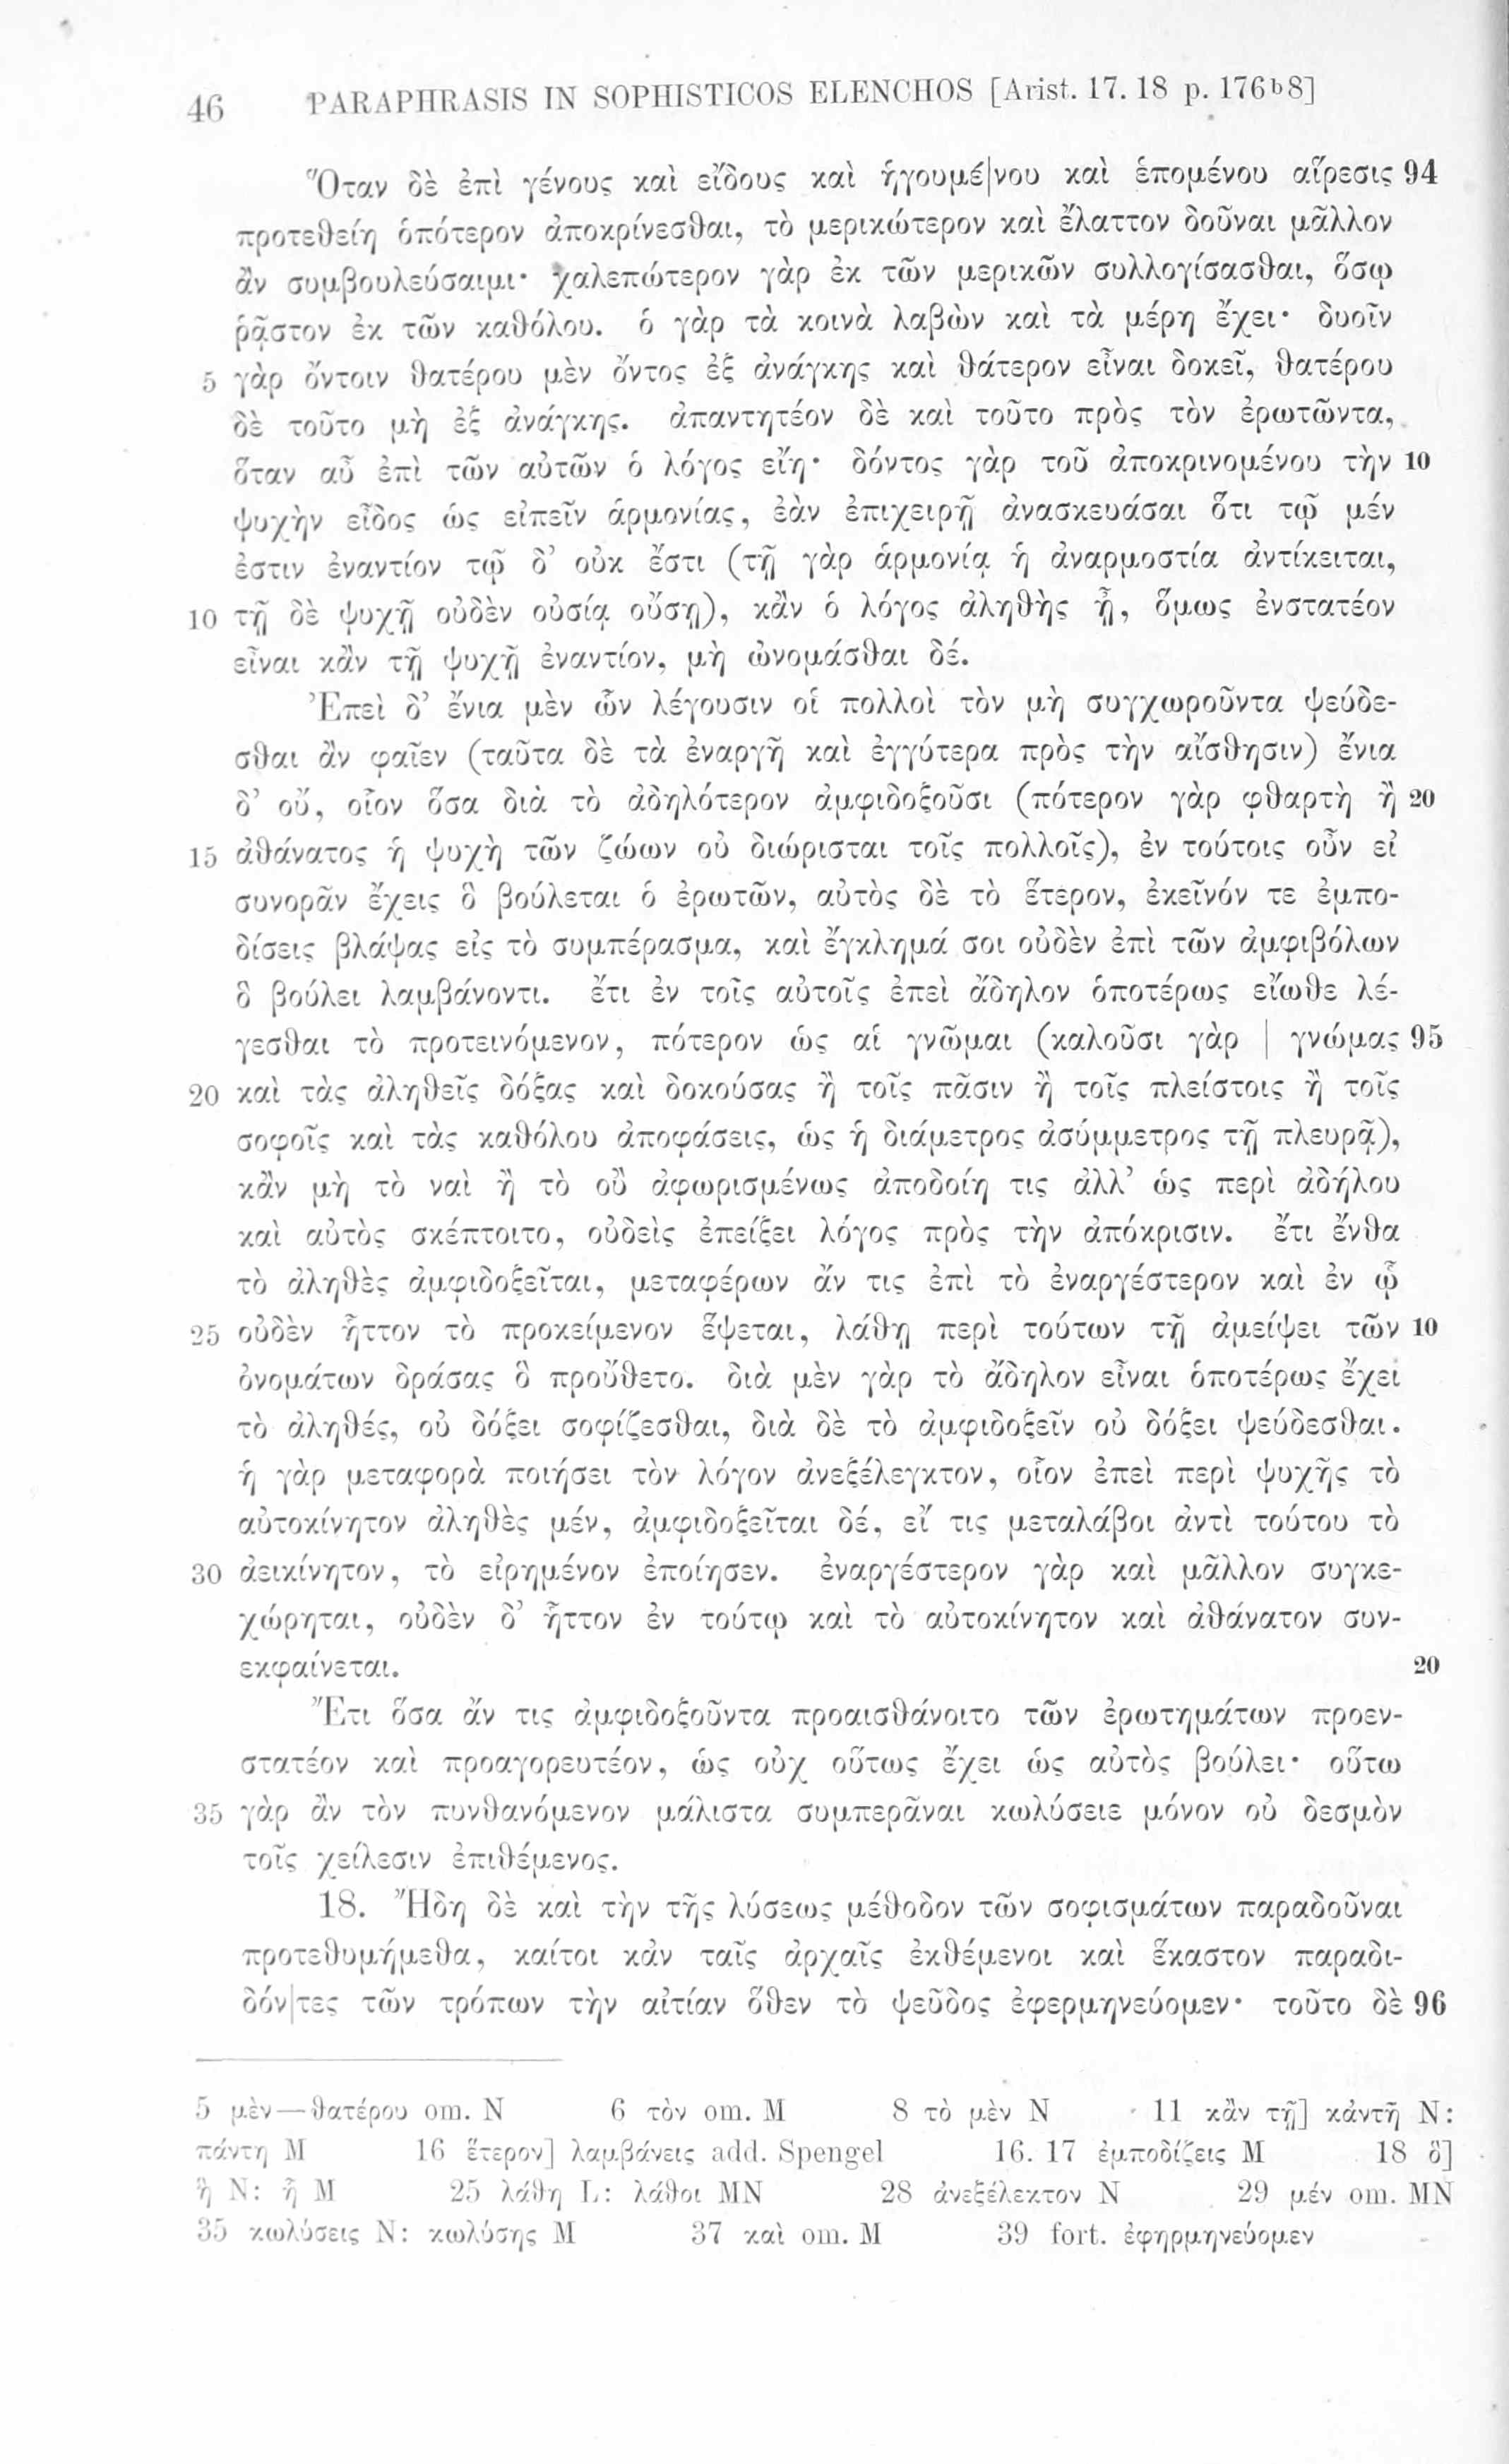 46 PARAPHRASIS IN SOPHISTICOS ELENCHOS [Arist. 17. 18 p. 176ᵇ8]
Ὅταν δὲ ἐπὶ γένους καὶ εἴδους καὶ ἡγουμέ|νου καὶ ἑπομένου αἵρεσις 94
προτεθείη ὁπότερον ἀποκρίνεσθαι, τὸ μερικώτερον καὶ ἔλαττον δοῦναι μᾶλλον
ἂν συμβουλεύσαιμι· χαλεπώτερον γὰρ ἐκ τῶν μερικῶν συλλογίσασθαι, ὅσῳ
ῥᾷστον ἐκ τῶν καθόλου. ὁ γὰρ τὰ κοινὰ λαβὼν καὶ τὰ μέρη ἔχει· δυοῖν
5 γὰρ ὄντοιν θατέρου μὲν ὄντος ἐξ ἀνάγκης καὶ θάτερον εἶναι δοκεῖ, θατέρου
δὲ τοῦτο μὴ ἐξ ἀνάγκης. ἀπαντητέον δὲ καὶ τοῦτο πρὸς τὸν ἐρωτῶντα,
ὅταν αὖ ἐπὶ τῶν αὐτῶν ὁ λόγος εἴη· δόντος γὰρ τοῦ ἀποκρινομένου τὴν 10
ψυχὴν εἶδος ὡς εἰπεῖν ἁρμονίας, ἐὰν ἐπιχειρῇ ἀνασκευάσαι ὅτι τῷ μέν
ἐστιν ἐναντίον τῷ δ’ οὐκ ἔστι (τῇ γὰρ ἁρμονίᾳ ἡ ἀναρμοστία ἀντίκειται,
10 τῇ δὲ ψυχῇ οὐδὲν οὐσίᾳ οὔσῃ), κἂν ὁ λόγος ἀληθὴς ᾖ, ὅμως ἐνστατέον
εἶναι κἂν τῇ ψυχῇ ἐναντίον, μὴ ὠνομάσθαι δέ.
Ἐπεὶ δ’ ἔνια μὲν ὧν λέγουσιν οἱ πολλοὶ τὸν μὴ συγχωροῦντα ψεύδε-
σθαι ἂν φαῖεν (ταῦτα δὲ τὰ ἐναργῆ καὶ ἐγγύτερα πρὸς τὴν αἴσθησιν) ἔνια
δ’ οὔ, οἷον ὅσα διὰ τὸ ἀδηλότερον ἀμφιδοξοῦσι (πότερον γὰρ φθαρτὴ ἢ 20
15 ἀθάνατος ἡ ψυχὴ τῶν ζώων οὐ διώρισται τοῖς πολλοῖς), ἐν τούτοις οὖν εἰ
συνορᾶν ἔχεις ὃ βούλεται ὁ ἐρωτῶν, αὐτὸς δὲ τὸ ἕτερον, ἐκεῖνόν τε ἐμπο-
δίσεις βλάψας εἰς τὸ συμπέρασμα, καὶ ἔγκλημά σοι οὐδὲν ἐπὶ τῶν ἀμφιβόλων
ὃ βούλει λαμβάνοντι. ἔτι ἐν τοῖς αὐτοῖς ἐπεὶ ἄδηλον ὁποτέρως εἴωθε λέ-
γεσθαι τὸ προτεινόμενον, πότερον ὡς αἱ γνῶμαι (καλοῦσι γὰρ | γνώμας 95
20 καὶ τὰς ἀληθεῖς δόξας καὶ δοκούσας ἢ τοῖς πᾶσιν ἢ τοῖς πλείστοις ἢ τοῖς
σοφοῖς καὶ τὰς καθόλου ἀποφάσεις, ὡς ἡ διάμετρος ἀσύμμετρος τῇ πλευρᾷ),
κἂν μὴ τὸ ναὶ ἢ τὸ οὒ ἀφωρισμένως ἀποδοίη τις ἀλλ’ ὡς περὶ ἀδήλου
καὶ αὐτὸς σκέπτοιτο, οὐδεὶς ἐπείξει λόγος πρὸς τὴν ἀπόκρισιν. ἔτι ἔνθα
τὸ ἀληθὲς ἀμφιδοξεῖται, μεταφέρων ἄν τις ἐπὶ τὸ ἐναργέστερον καὶ ἐν ᾧ
25 οὐδὲν ἧττον τὸ προκείμενον ἕψεται, λάθῃ περὶ τούτων τῇ ἀμείψει τῶν 10
ὀνομάτων δράσας ὃ προὔθετο. διὰ μὲν γὰρ τὸ ἄδηλον εἶναι ὁποτέρως ἔχει
τὸ ἀληθές, οὐ δόξει σοφίζεσθαι, διὰ δὲ τὸ ἀμφιδοξεῖν οὐ δόξει ψεύδεσθαι.
ἡ γὰρ μεταφορὰ ποιήσει τὸν λόγον ἀνεξέλεγκτον, οἷον ἐπεὶ περὶ ψυχῆς τὸ
αὐτοκίνητον ἀληθὲς μέν, ἀμφιδοξεῖται δέ, εἴ τις μεταλάβοι ἀντὶ τούτου τὸ
30 ἀεικίνητον, τὸ εἰρημένον ἐποίησεν. ἐναργέστερον γὰρ καὶ μᾶλλον συγκε-
χώρηται, οὐδὲν δ’ ἧττον ἐν τούτῳ καὶ τὸ αὐτοκίνητον καὶ ἀθάνατον συν-
εκφαίνεται. 20
Ἔτι ὅσα ἄν τις ἀμφιδοξοῦντα προαισθάνοιτο τῶν ἐρωτημάτων προεν-
στατέον καὶ προαγορευτέον, ὡς οὐχ οὕτως ἔχει ὡς αὐτὸς βούλει· οὕτω
35 γὰρ ἂν τὸν πυνθανόμενον μάλιστα συμπερᾶναι κωλύσειε μόνον οὐ δεσμὸν
τοῖς χείλεσιν ἐπιθέμενος.
18. Ἤδη δὲ καὶ τὴν τῆς λύσεως μέθοδον τῶν σοφισμάτων παραδοῦναι
προτεθυμήμεθα, καίτοι κἀν ταῖς ἀρχαῖς ἐκθέμενοι καὶ ἕκαστον παραδι-
δόν|τες τῶν τρόπων τὴν αἰτίαν ὅθεν τὸ ψεῦδος ἐφερμηνεύομεν· τοῦτο δὲ 96
5 μὲν—θατέρου om. N 6 τὸν om. M 8 τὸ μὲν N 11 κἂν τῇ] κἀντῆ N:
πάντη M 16 ἕτερον] λαμβάνεις add. Spengel 16. 17 ἐμποδίζεις M 18 ὃ]
ἢ N: ἦ M 25 λάθῃ L: λάθοι MN 28 ἀνεξέλεκτον N 29 μέν om. MN
35 κωλύσεις N: κωλύσης M 37 καὶ om. M 39 fort. ἐφηρμηνεύομεν